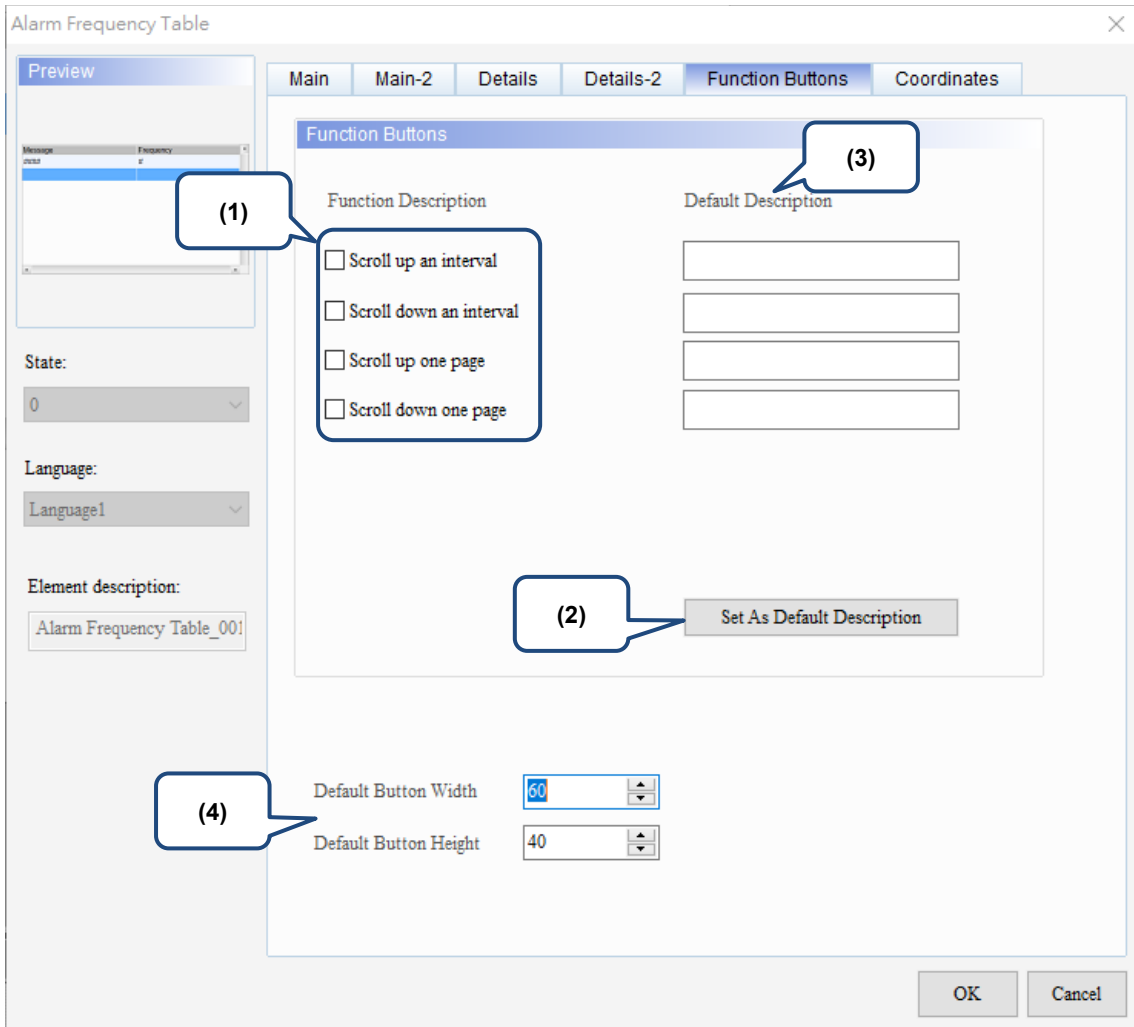 Alarm Frequency Table
Preview
Message Frequency
Main Main-2 Details Details-2 Function Buttons Coordinates
Function Buttons
(3)
(1)
Function Description Default Description
Scroll up an interval
Scroll down an interval
Scroll up one page
Scroll down one page
State:
0
Language:
Language1
Element description:
Alarm Frequency Table_001
(2)
Set As Default Description
(4)
Default Button Width 60
Default Button Height 40
OK Cancel